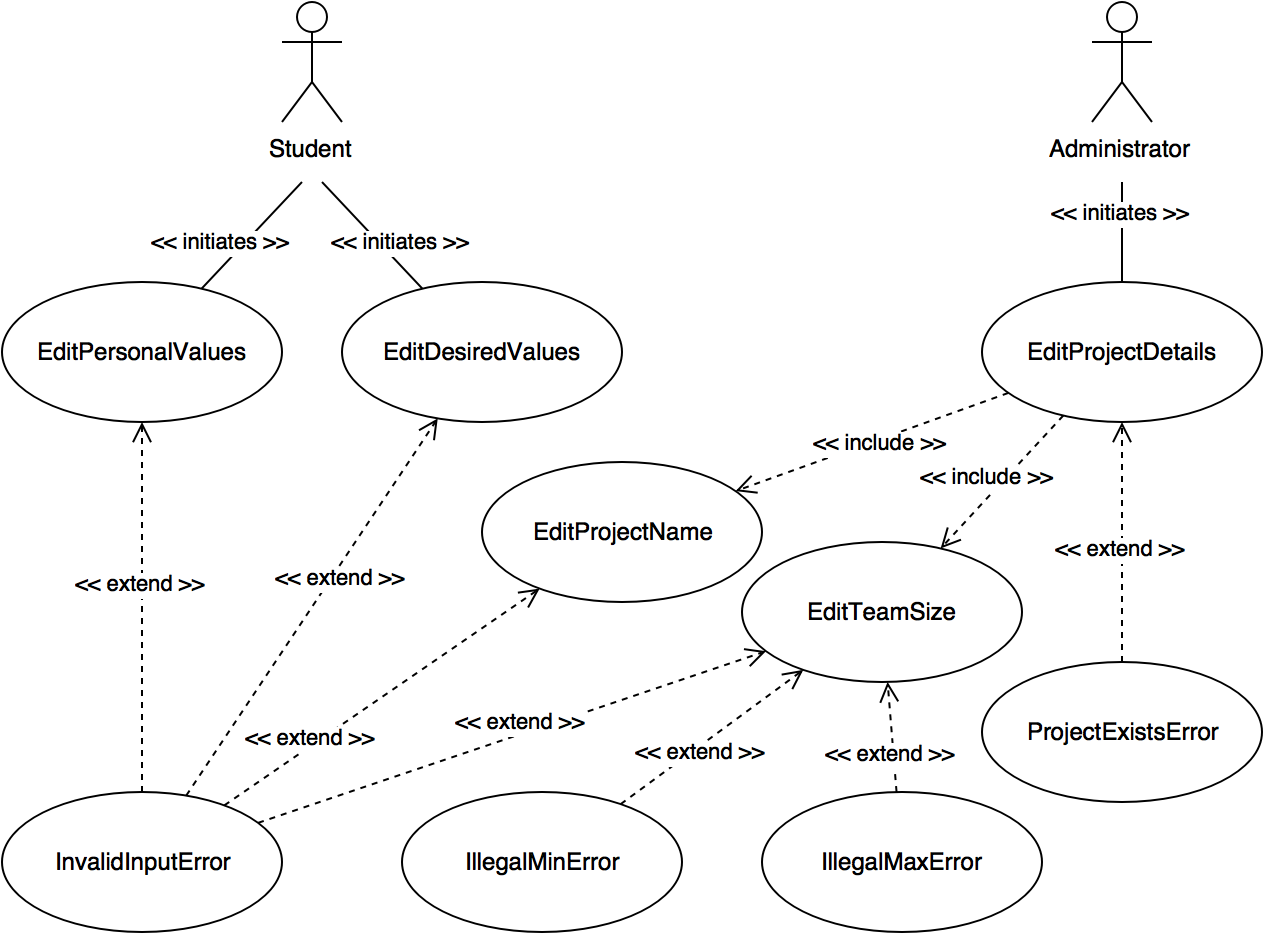 Student
Administrator
<< initiates >>
<< initiates >>
<< initiates >>
EditPersonalValues
EditDesiredValues
EditProjectDetails
<< include >>
<< include >>
EditProjectName
<< extend >>
<< extend >>
<< extend >>
EditTeamSize
<< extend >>
<< extend >>
<< extend >>
<< extend >>
ProjectExistsError
InvalidInputError
IllegalMinError
IllegalMaxError